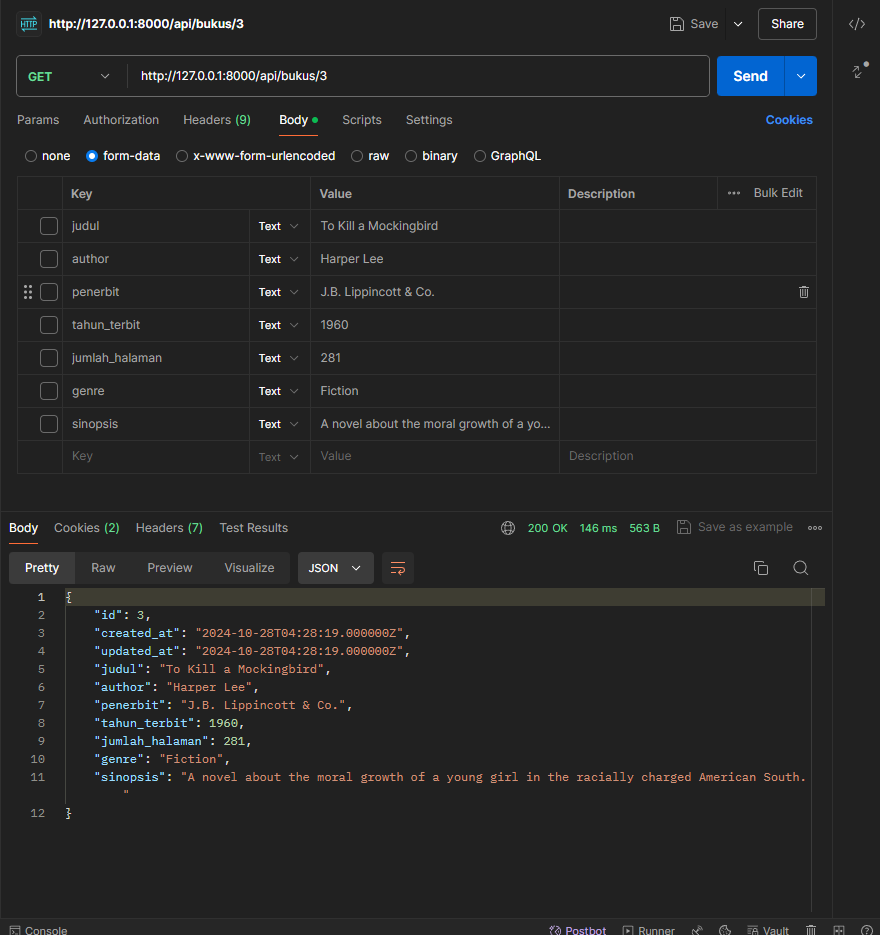 HTTP http://127.0.0.1:8000/api/bukus/3 Save Share
GET http://127.0.0.1:8000/api/bukus/3 Send
Params Authorization Headers (9) Body Scripts Settings Cookies
none form-data x-www-form-urlencoded raw binary GraphQL
Key Value Description Bulk Edit
judul Text To Kill a Mockingbird
author Text Harper Lee
penerbit Text J.B. Lippincott & Co.
tahun_terbit Text 1960
jumlah_halaman Text 281
genre Text Fiction
sinopsis Text A novel about the moral growth of a yo...
Key Text Value Description
Body Cookies (2) Headers (7) Test Results 200 OK 146 ms 563 B Save as example
Pretty Raw Preview Visualize JSON
1 {
2 "id": 3,
3 "created_at": "2024-10-28T04:28:19.000000Z",
4 "updated_at": "2024-10-28T04:28:19.000000Z",
5 "judul": "To Kill a Mockingbird",
6 "author": "Harper Lee",
7 "penerbit": "J.B. Lippincott & Co.",
8 "tahun_terbit": 1960,
9 "jumlah_halaman": 281,
10 "genre": "Fiction",
11 "sinopsis": "A novel about the moral growth of a young girl in the racially charged American South.
"
12 }
Console Postbot Runner Vault